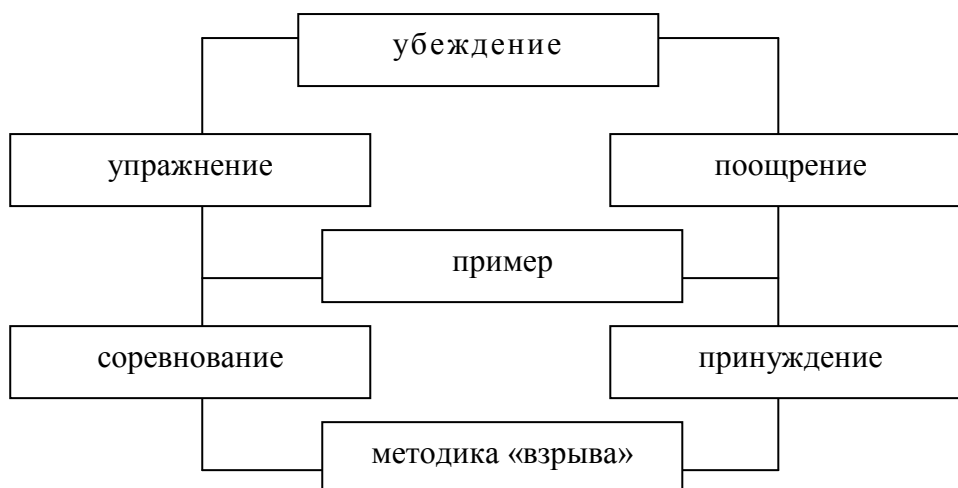 убеждение
упражнение
поощрение
пример
соревнование
принуждение
методика «взрыва»